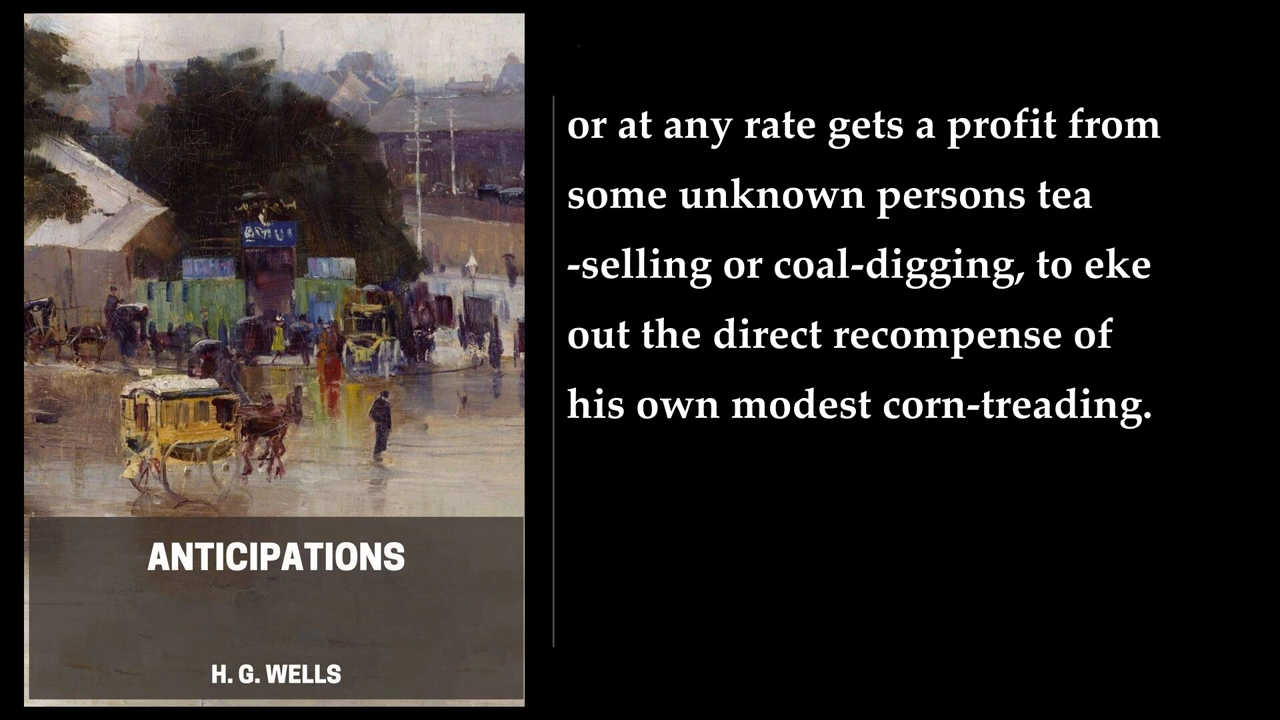 ANTICIPATIONS
H. G. WELLS
or at any rate gets a profit from
some unknown persons tea
-selling or coal-digging, to eke
out the direct recompense of
his own modest corn-treading.